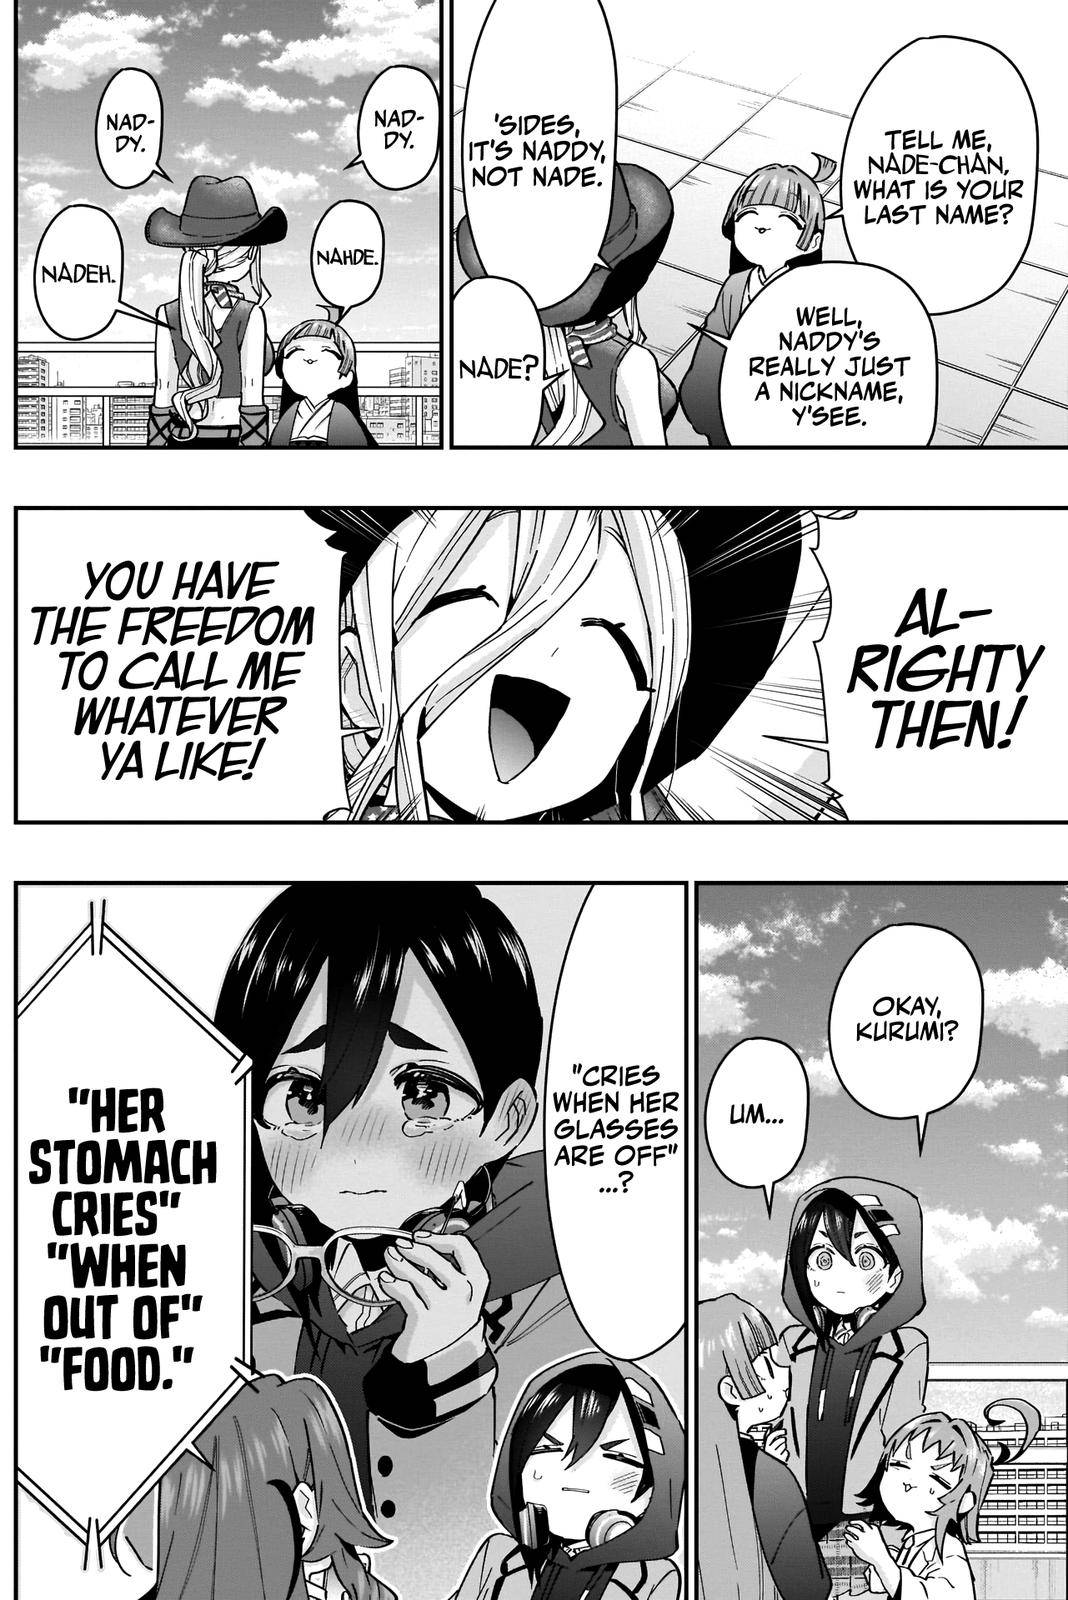 TELL ME,
NADE-CHAN,
WHAT IS YOUR
LAST NAME?
WELL,
NADDY'S
REALLY JUST
A NICKNAME,
Y'SEE.
'SIDES,
IT'S NADDY,
NOT NADE.
NADE?
NAD-
DY.
NAHDE.
NAD-
DY.
NADEH.
AL-
RIGHTY
THEN!
YOU HAVE
THE FREEDOM
TO CALL ME
WHATEVER
YA LIKE!
OKAY,
KURUMI?
UM...
"CRIES
WHEN HER
GLASSES
ARE OFF"
...?
"HER
STOMACH
CRIES"
"WHEN
OUT OF"
"FOOD."